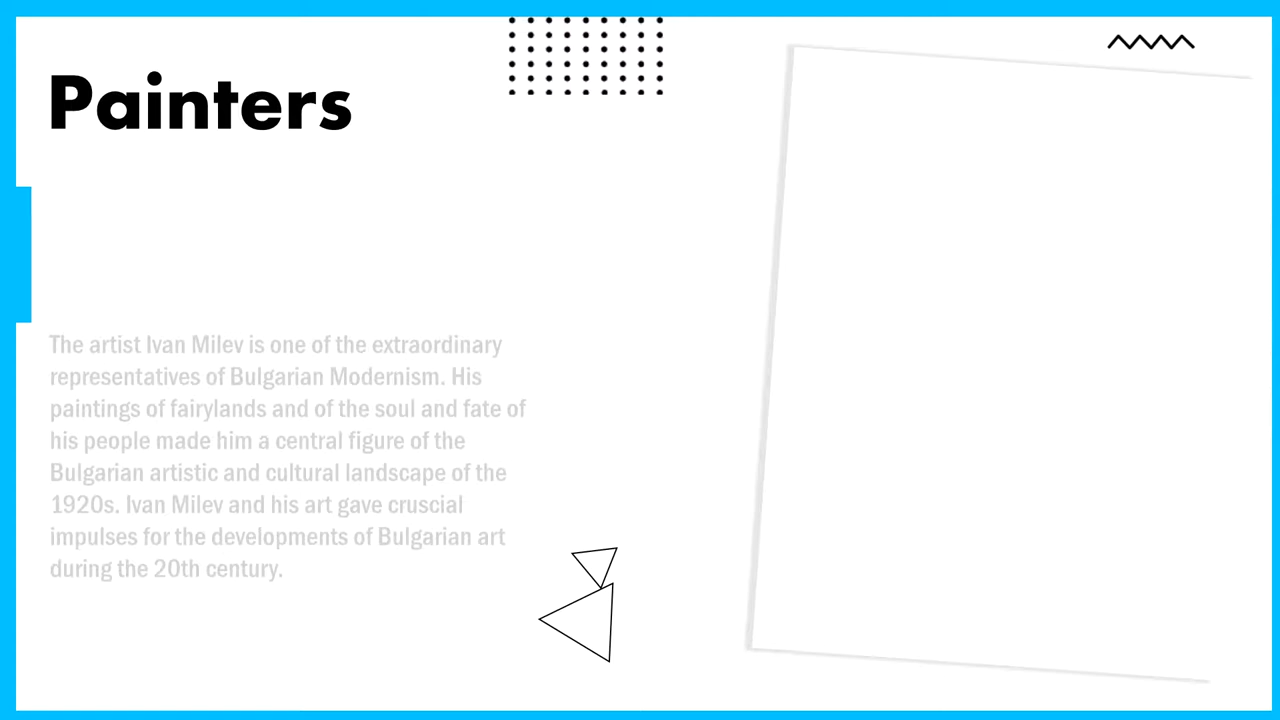 Painters
The artist Ivan Milev is one of the extraordinary
representatives of Bulgarian Modernism. His
paintings of fairylands and of the soul and fate of
his people made him a central figure of the
Bulgarian artistic and cultural landscape of the
1920s. Ivan Milev and his art gave cruscial
impulses for the developments of Bulgarian art
during the 20th century.